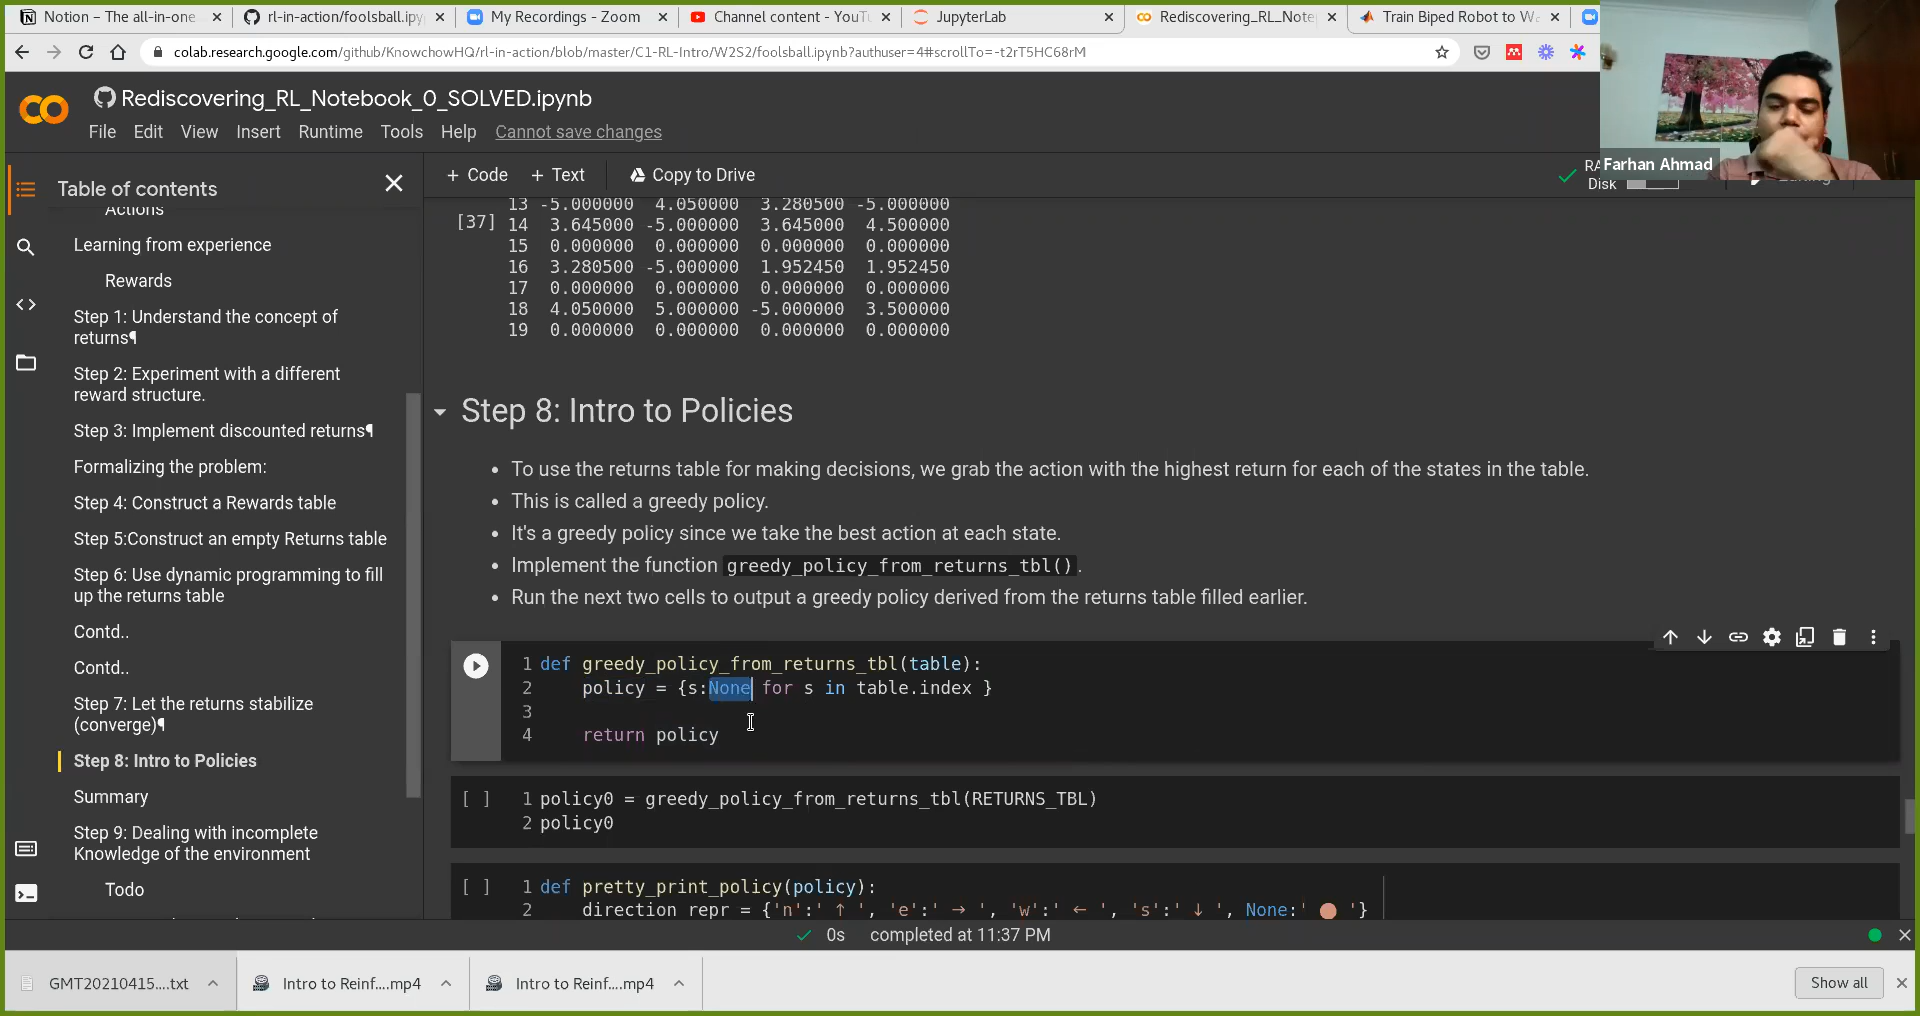 Notion – The all-in-one
rl-in-action/foolsball.ipy
My Recordings - Zoom
Channel content - YouTu
JupyterLab
Rediscovering_RL_Note
Train Biped Robot to Wa
colab.research.google.com/github/KnowchowHQ/rl-in-action/blob/master/C1-RL-Intro/W2S2/foolsball.ipynb?authuser=4#scrollTo=-t2rT5HC68rM
Rediscovering_RL_Notebook_0_SOLVED.ipynb
File Edit View Insert Runtime Tools Help Cannot save changes
Farhan Ahmad
+ Code + Text Copy to Drive
RA
Disk
Editing
Table of contents
Actions
Learning from experience
Rewards
Step 1: Understand the concept of
returns¶
Step 2: Experiment with a different
reward structure.
Step 3: Implement discounted returns¶
Formalizing the problem:
Step 4: Construct a Rewards table
Step 5:Construct an empty Returns table
Step 6: Use dynamic programming to fill
up the returns table
Contd..
Contd..
Step 7: Let the returns stabilize
(converge)¶
Step 8: Intro to Policies
Summary
Step 9: Dealing with incomplete
Knowledge of the environment
Todo
[37]
13 -5.000000 4.050000 3.280500 -5.000000
14 3.645000 -5.000000 3.645000 4.500000
15 0.000000 0.000000 0.000000 0.000000
16 3.280500 -5.000000 1.952450 1.952450
17 0.000000 0.000000 0.000000 0.000000
18 4.050000 5.000000 -5.000000 3.500000
19 0.000000 0.000000 0.000000 0.000000
Step 8: Intro to Policies
• To use the returns table for making decisions, we grab the action with the highest return for each of the states in the table.
• This is called a greedy policy.
• It's a greedy policy since we take the best action at each state.
• Implement the function greedy_policy_from_returns_tbl().
• Run the next two cells to output a greedy policy derived from the returns table filled earlier.
1 def greedy_policy_from_returns_tbl(table):
2     policy = {s:None for s in table.index }
3
4     return policy
[ ] 1 policy0 = greedy_policy_from_returns_tbl(RETURNS_TBL)
2 policy0
[ ] 1 def pretty_print_policy(policy):
2     direction repr = {'n':' ↑ ', 'e':' → ', 'w':' ← ', 's':' ↓ ', None:' ● '}
0s completed at 11:37 PM
GMT20210415....txt
Intro to Reinf....mp4
Intro to Reinf....mp4
Show all